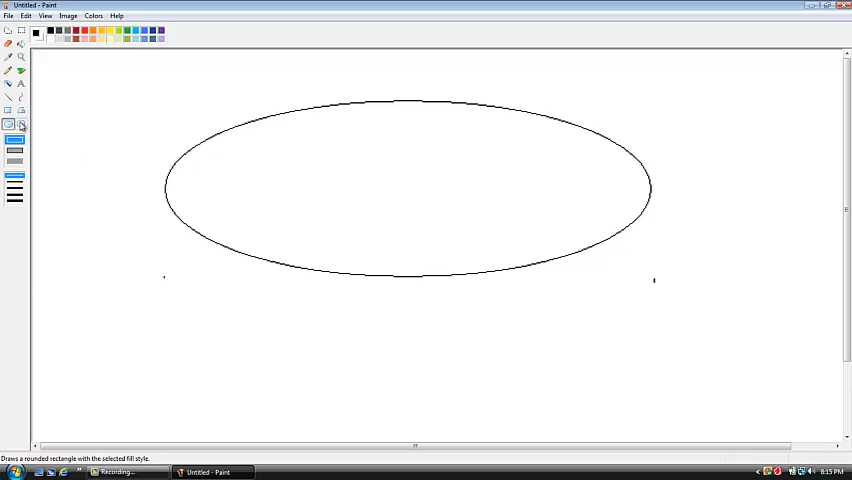 Untitled - Paint
File Edit View Image Colors Help
Draws a rounded rectangle with the selected fill style.
Recording...
Untitled - Paint
8:15 PM